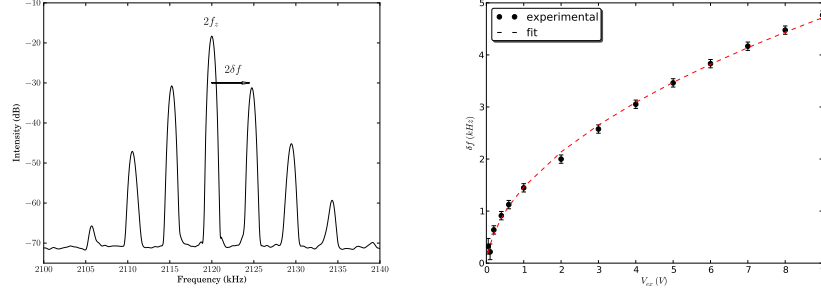 −10
−20
−30
−40
−50
−60
−70
Intensity (dB)
2f_z
2δf
2100 2105 2110 2115 2120 2125 2130 2135 2140
Frequency (kHz)
5
4
3
2
1
0
δf (kHz)
experimental
fit
0 1 2 3 4 5 6 7 8
V_ex (V)